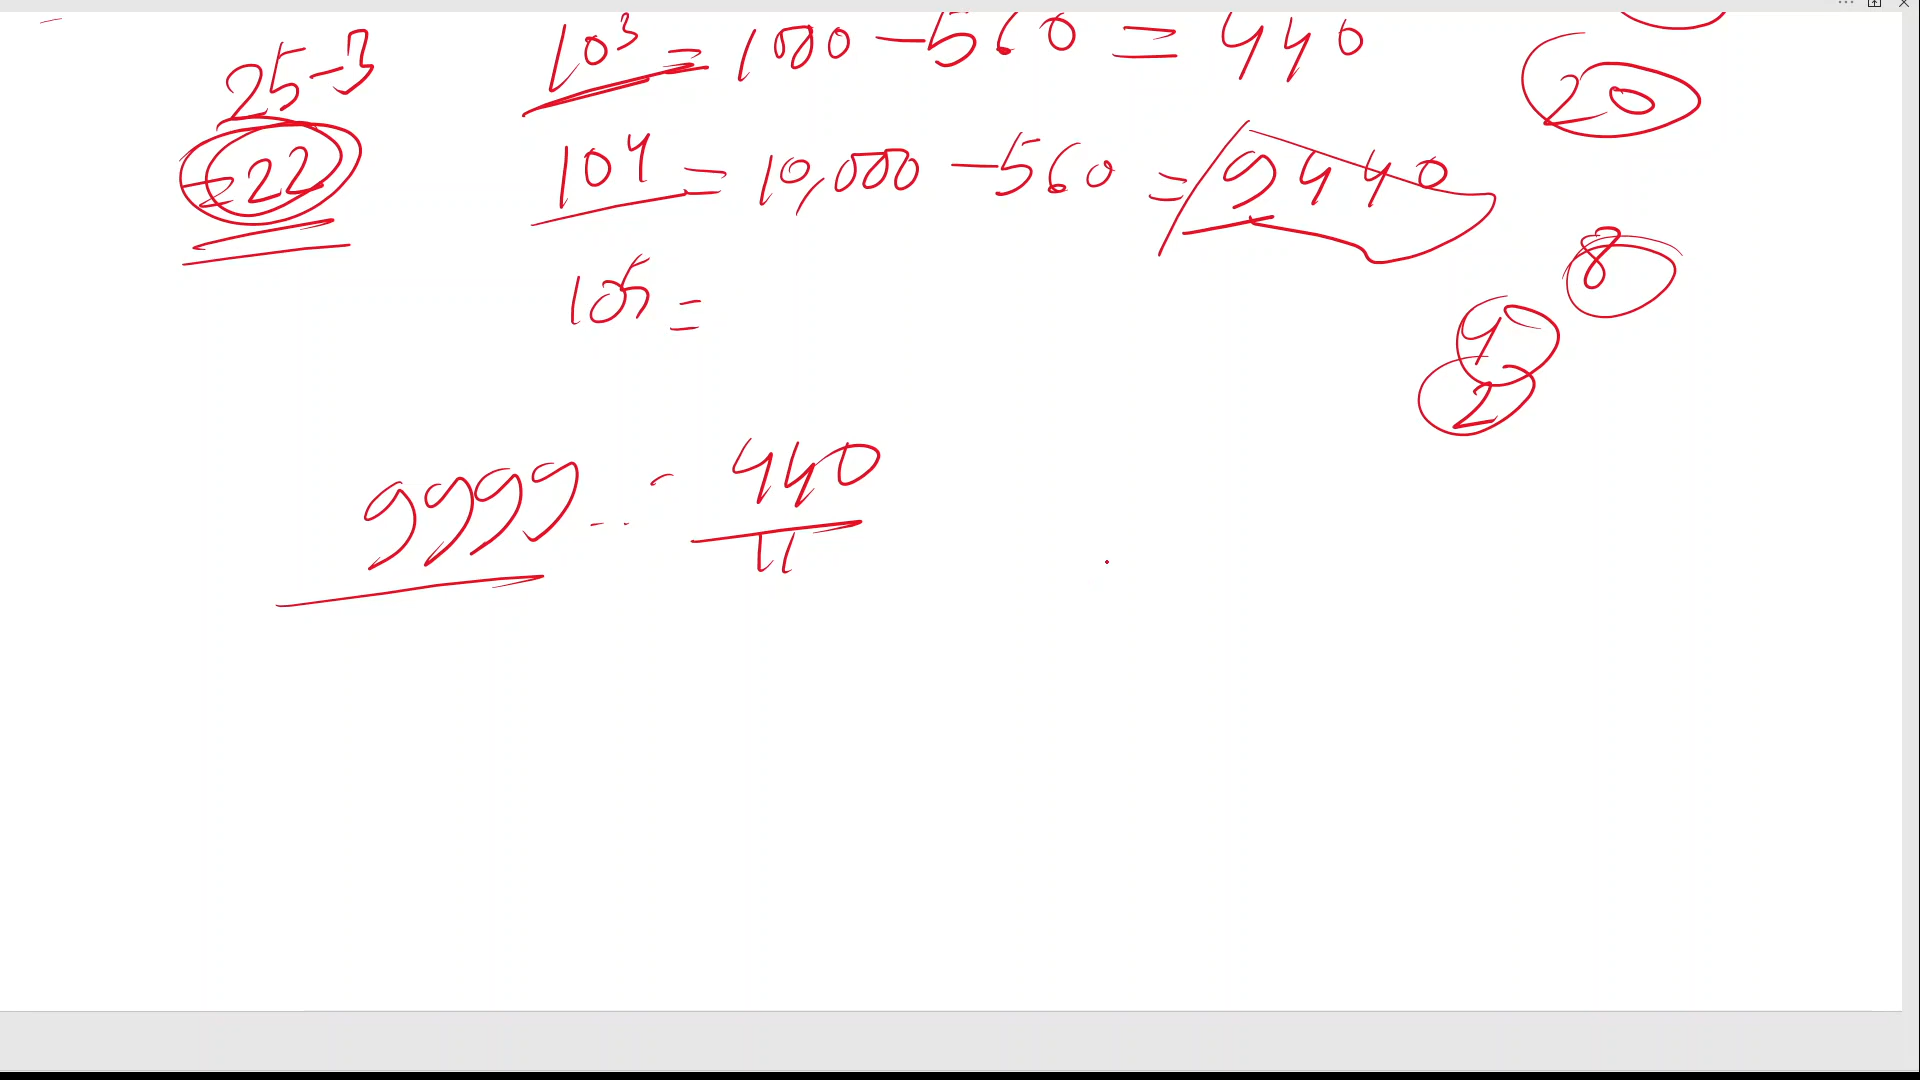 25-3
= 22
10³ = 1000 - 560 = 440
10⁴ = 10,000 - 560 = 9440
10⁵ =
20
8
4
2
9999 - - - 440
11